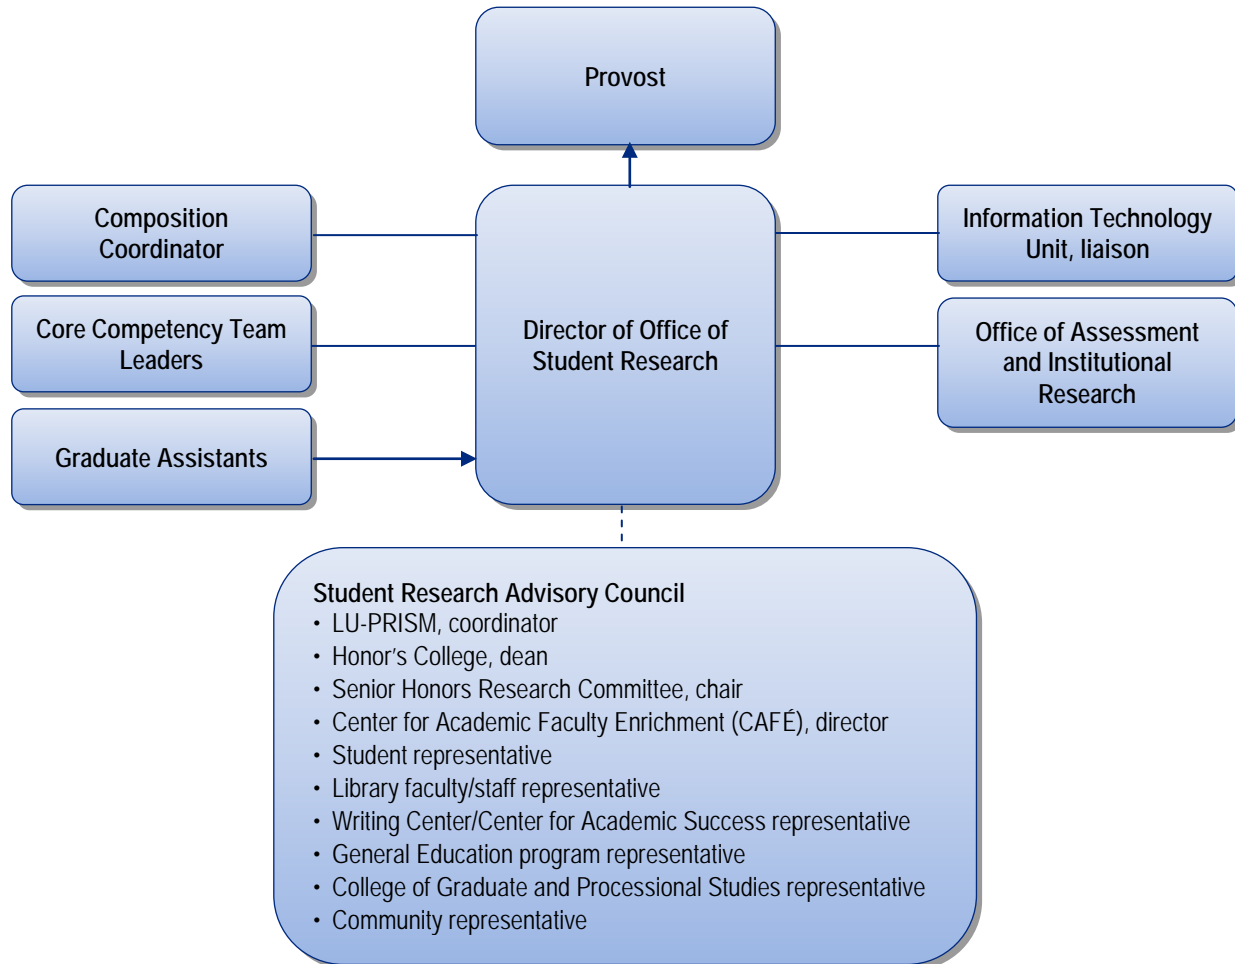 Provost
Composition
Coordinator
Information Technology
Unit, liaison
Core Competency Team
Leaders
Director of Office of
Student Research
Office of Assessment
and Institutional
Research
Graduate Assistants
Student Research Advisory Council
• LU-PRISM, coordinator
• Honor’s College, dean
• Senior Honors Research Committee, chair
• Center for Academic Faculty Enrichment (CAFÉ), director
• Student representative
• Library faculty/staff representative
• Writing Center/Center for Academic Success representative
• General Education program representative
• College of Graduate and Processional Studies representative
• Community representative